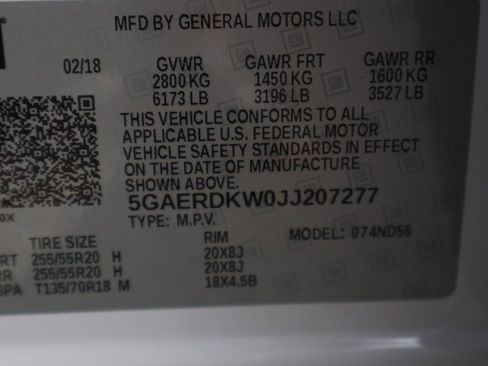 MFD BY GENERAL MOTORS LLC
02/18 GVWR GAWR FRT GAWR RR
2800 KG 1450 KG 1600 KG
6173 LB 3196 LB 3527 LB
THIS VEHICLE CONFORMS TO ALL
APPLICABLE U.S. FEDERAL MOTOR
VEHICLE SAFETY STANDARDS IN EFFECT
ON THE DATE OF MANUFACTURE
SHOWN ABOVE.
5GAERDKW0JJ207277
TYPE: M.P.V.
TIRE SIZE RIM MODEL: 074ND56
FRT 255/55R20 H 20X8J
RR 255/55R20 H 20X8J
SPA T135/70R18 M 18X4.5B